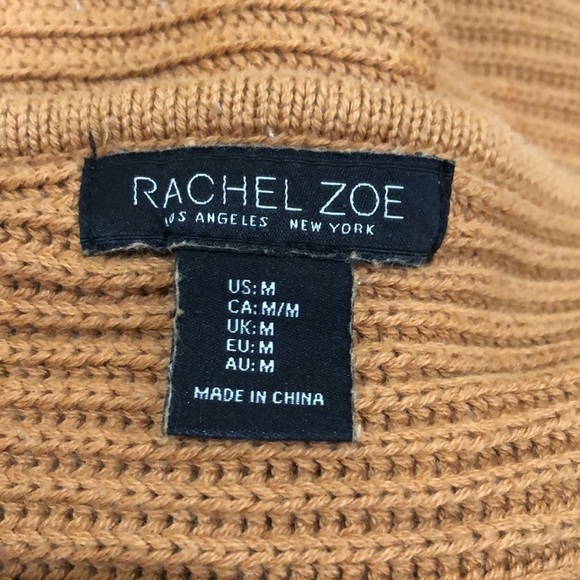 RACHEL ZOE
LOS ANGELES NEW YORK
US: M
CA: M/M
UK: M
EU: M
AU: M
MADE IN CHINA